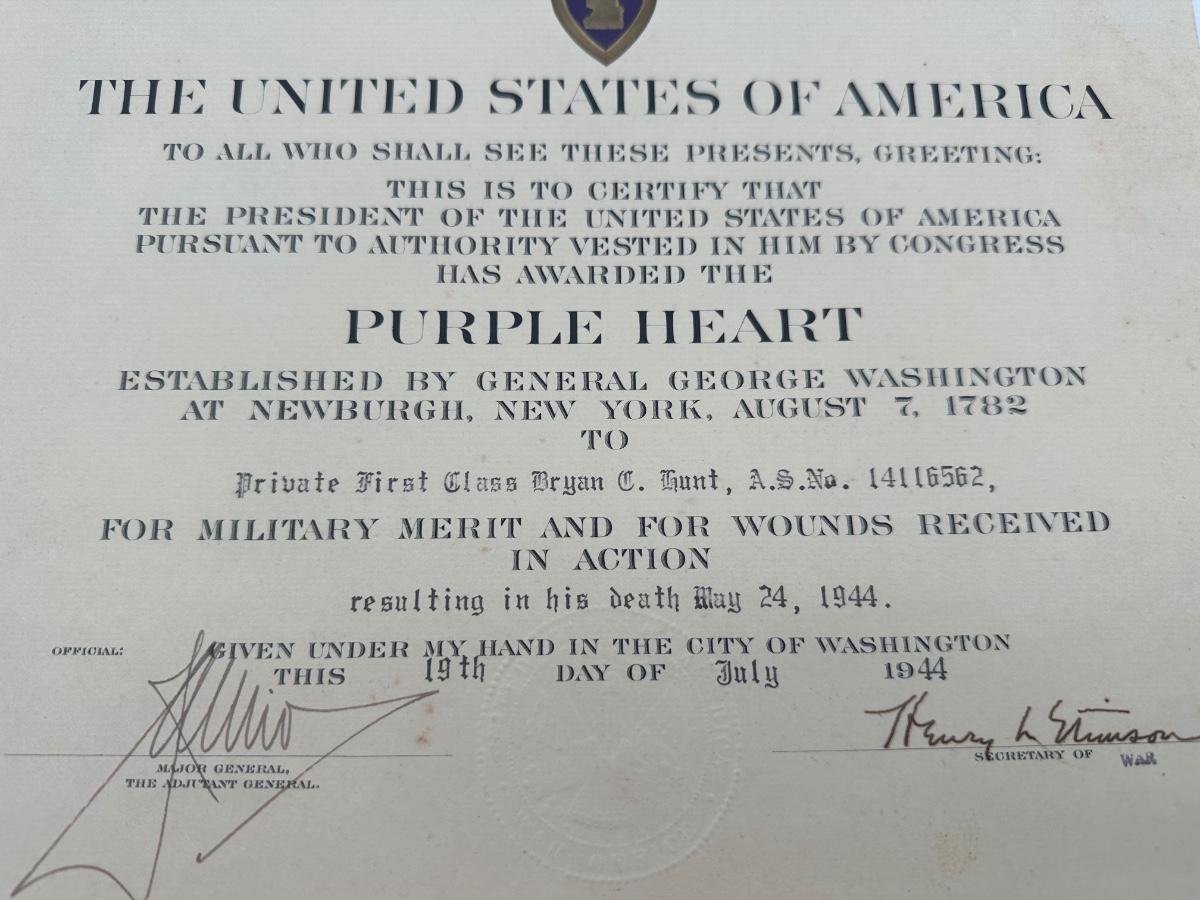 THE UNITED STATES OF AMERICA
TO ALL WHO SHALL SEE THESE PRESENTS, GREETING:
THIS IS TO CERTIFY THAT
THE PRESIDENT OF THE UNITED STATES OF AMERICA
PURSUANT TO AUTHORITY VESTED IN HIM BY CONGRESS
HAS AWARDED THE
PURPLE HEART
ESTABLISHED BY GENERAL GEORGE WASHINGTON
AT NEWBURGH, NEW YORK, AUGUST 7, 1782
TO
Private First Class Bryan C. Hunt, A.S.No. 14116562,
FOR MILITARY MERIT AND FOR WOUNDS RECEIVED
IN ACTION
resulting in his death May 24, 1944.
OFFICIAL: GIVEN UNDER MY HAND IN THE CITY OF WASHINGTON
THIS 19th DAY OF July 1944
Henry L Stimson
MAJOR GENERAL,
THE ADJUTANT GENERAL.
SECRETARY OF WAR